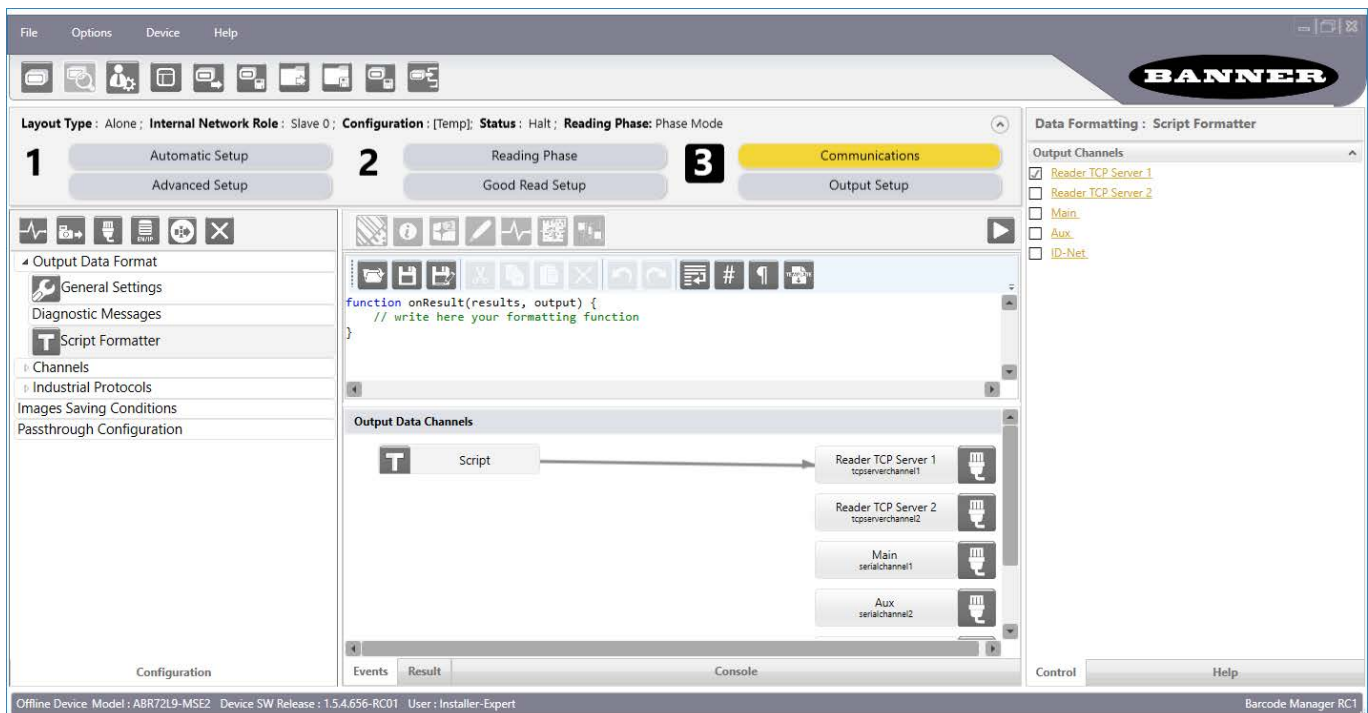 File Options Device Help
BANNER
Layout Type : Alone ; Internal Network Role : Slave 0 ; Configuration : [Temp]; Status : Halt ; Reading Phase: Phase Mode
1
Automatic Setup
Advanced Setup
2
Reading Phase
Good Read Setup
3
Communications
Output Setup
EN/IP
Output Data Format
General Settings
Diagnostic Messages
T Script Formatter
Channels
Industrial Protocols
Images Saving Conditions
Passthrough Configuration
Configuration
function onResult(results, output) {
// write here your formatting function
}
Output Data Channels
T Script
Reader TCP Server 1
tcpserverchannel1
Reader TCP Server 2
tcpserverchannel2
Main
serialchannel1
Aux
serialchannel2
Events Result Console
Data Formatting : Script Formatter
Output Channels
Reader TCP Server 1
Reader TCP Server 2
Main
Aux
ID-Net
Control Help
Offline Device Model : ABR72L9-MSE2 Device SW Release : 1.5.4.656-RC01 User : Installer-Expert
Barcode Manager RC1